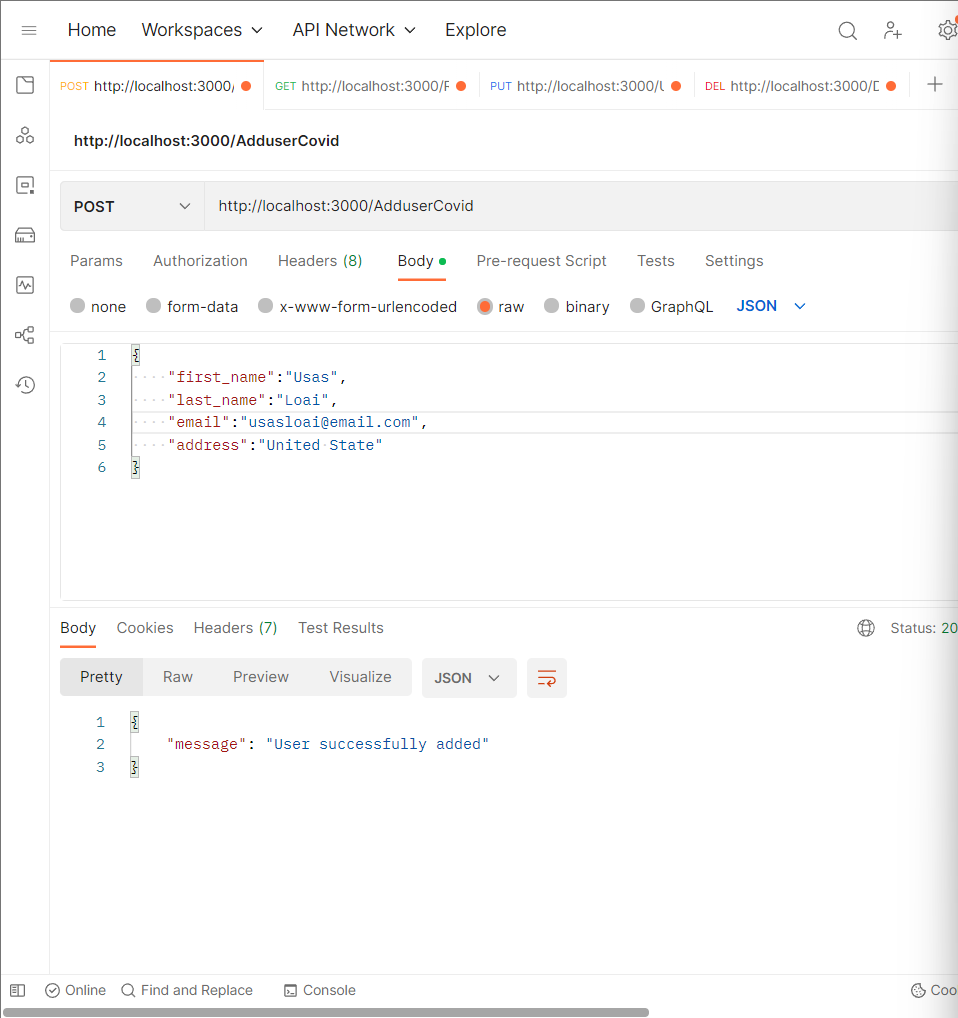 Home Workspaces API Network Explore
POST http://localhost:3000/ GET http://localhost:3000/ PUT http://localhost:3000/ DEL http://localhost:3000/
http://localhost:3000/AdduserCovid
POST http://localhost:3000/AdduserCovid
Params Authorization Headers (8) Body Pre-request Script Tests Settings
none form-data x-www-form-urlencoded raw binary GraphQL JSON
1 {
2 "first_name":"Usas",
3 "last_name":"Loai",
4 "email":"usasloai@email.com",
5 "address":"United State"
6 }
Body Cookies Headers (7) Test Results Status: 20
Pretty Raw Preview Visualize JSON
1 {
2 "message": "User successfully added"
3 }
Online Find and Replace Console Coo